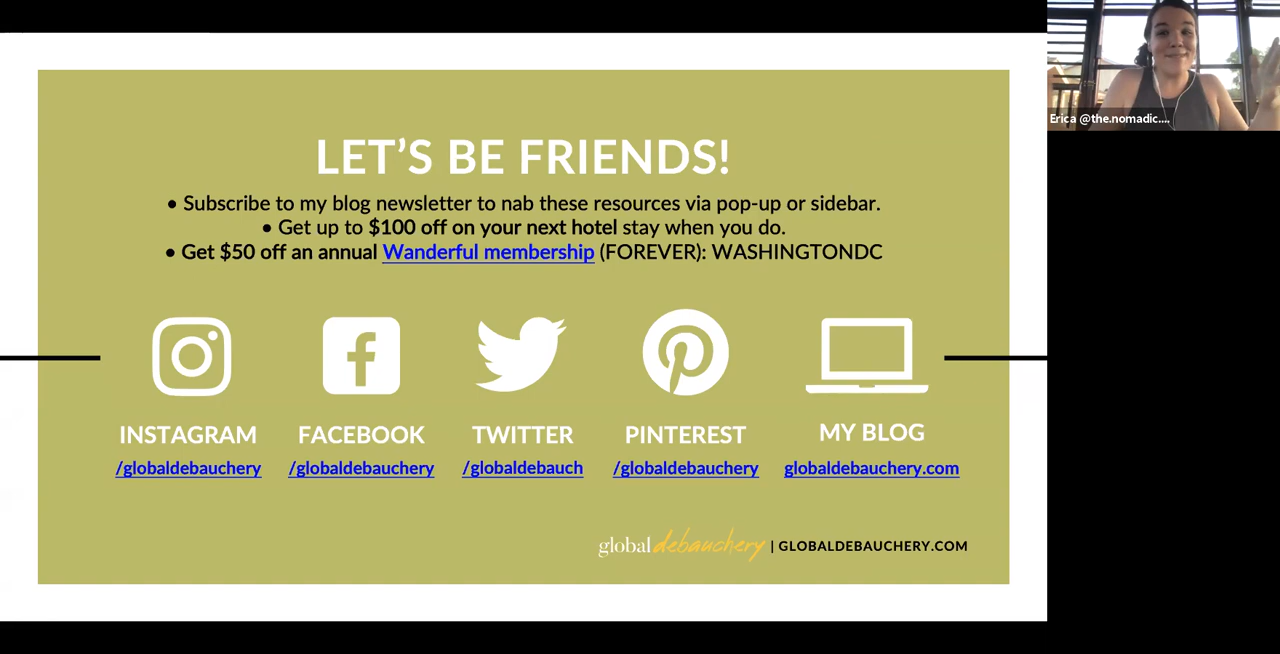 LET'S BE FRIENDS!
• Subscribe to my blog newsletter to nab these resources via pop-up or sidebar.
• Get up to $100 off on your next hotel stay when you do.
• Get $50 off an annual Wanderful membership (FOREVER): WASHINGTONDC
INSTAGRAM FACEBOOK TWITTER PINTEREST MY BLOG
/globaldebauchery /globaldebauchery /globaldebauch /globaldebauchery globaldebauchery.com
global debauchery | GLOBALDEBAUCHERY.COM
Erica @the.nomadic....